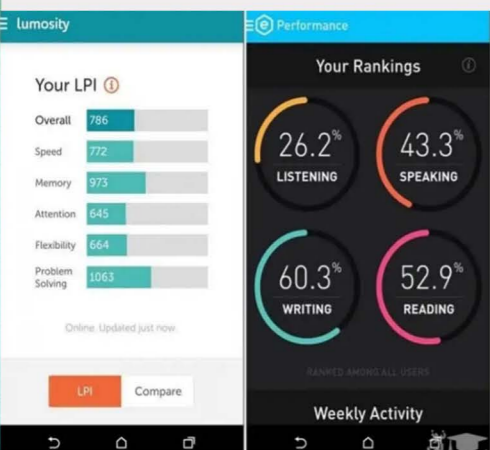 lumosity
Your LPI
Overall 786
Speed 772
Memory 973
Attention 645
Flexibility 664
Problem
Solving 1063
Online. Updated just now.
LPI Compare
Performance
Your Rankings
26.2%
LISTENING
43.3%
SPEAKING
60.3%
WRITING
52.9%
READING
RANKED AMONG ALL USERS
Weekly Activity